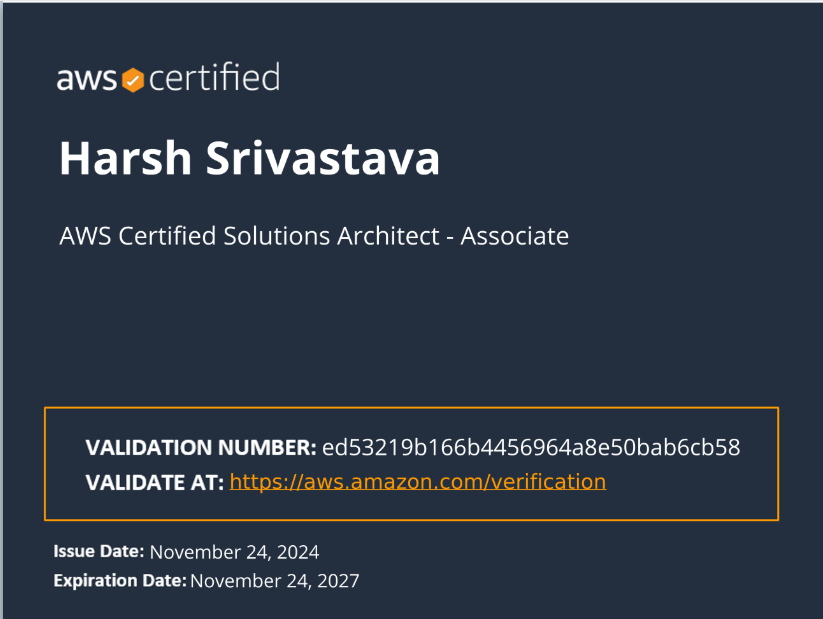 aws certified
Harsh Srivastava
AWS Certified Solutions Architect - Associate
VALIDATION NUMBER: ed53219b166b4456964a8e50bab6cb58
VALIDATE AT: https://aws.amazon.com/verification
Issue Date: November 24, 2024
Expiration Date: November 24, 2027